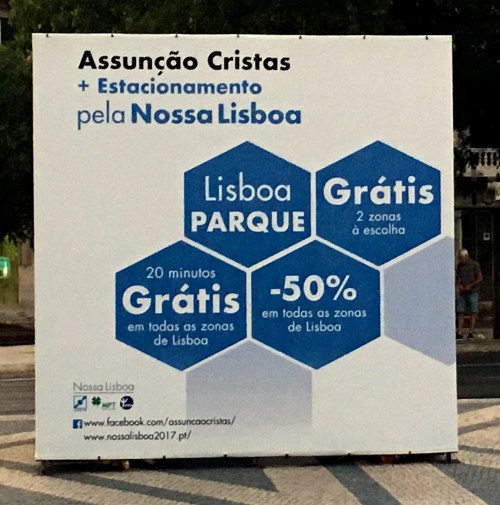 Assunção Cristas
+ Estacionamento
pela Nossa Lisboa
Lisboa
PARQUE
Grátis
2 zonas
à escolha
20 minutos
Grátis
em todas as zonas
de Lisboa
-50%
em todas as zonas
de Lisboa
Nossa Lisboa
MPT
www.facebook.com/assuncaocristas/
www.nossalisboa2017.pt/